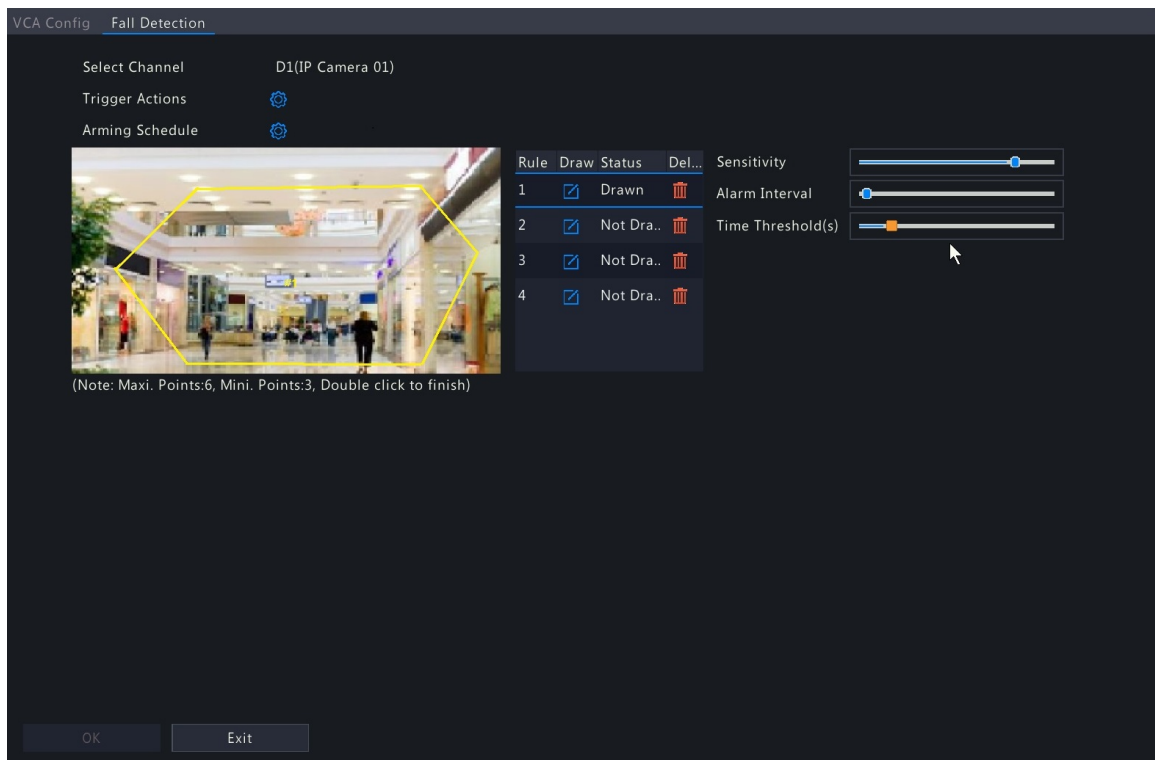 VCA Config Fall Detection
Select Channel D1(IP Camera 01)
Trigger Actions
Arming Schedule
Rule Draw Status Del...
1 Drawn
2 Not Dra..
3 Not Dra..
4 Not Dra..
Sensitivity
Alarm Interval
Time Threshold(s)
(Note: Maxi. Points:6, Mini. Points:3, Double click to finish)
OK Exit